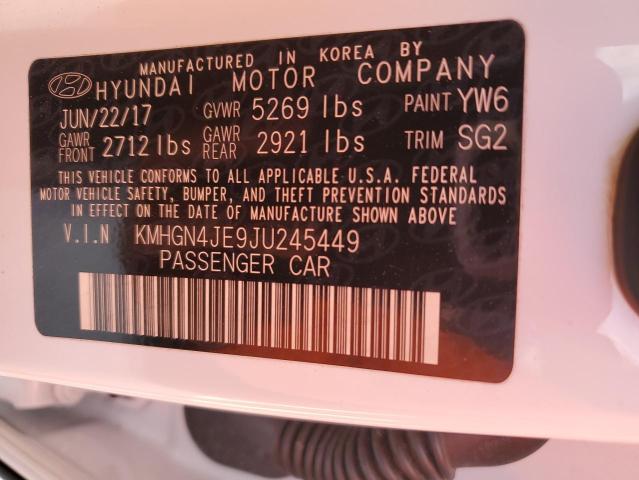 MANUFACTURED IN KOREA BY
HYUNDAI MOTOR COMPANY
JUN/22/17 GVWR 5269 lbs PAINT YW6
GAWR FRONT 2712 lbs GAWR REAR 2921 lbs TRIM SG2
THIS VEHICLE CONFORMS TO ALL APPLICABLE U.S.A. FEDERAL
MOTOR VEHICLE SAFETY, BUMPER, AND THEFT PREVENTION STANDARDS
IN EFFECT ON THE DATE OF MANUFACTURE SHOWN ABOVE
V.I.N KMHGN4JE9JU245449
PASSENGER CAR